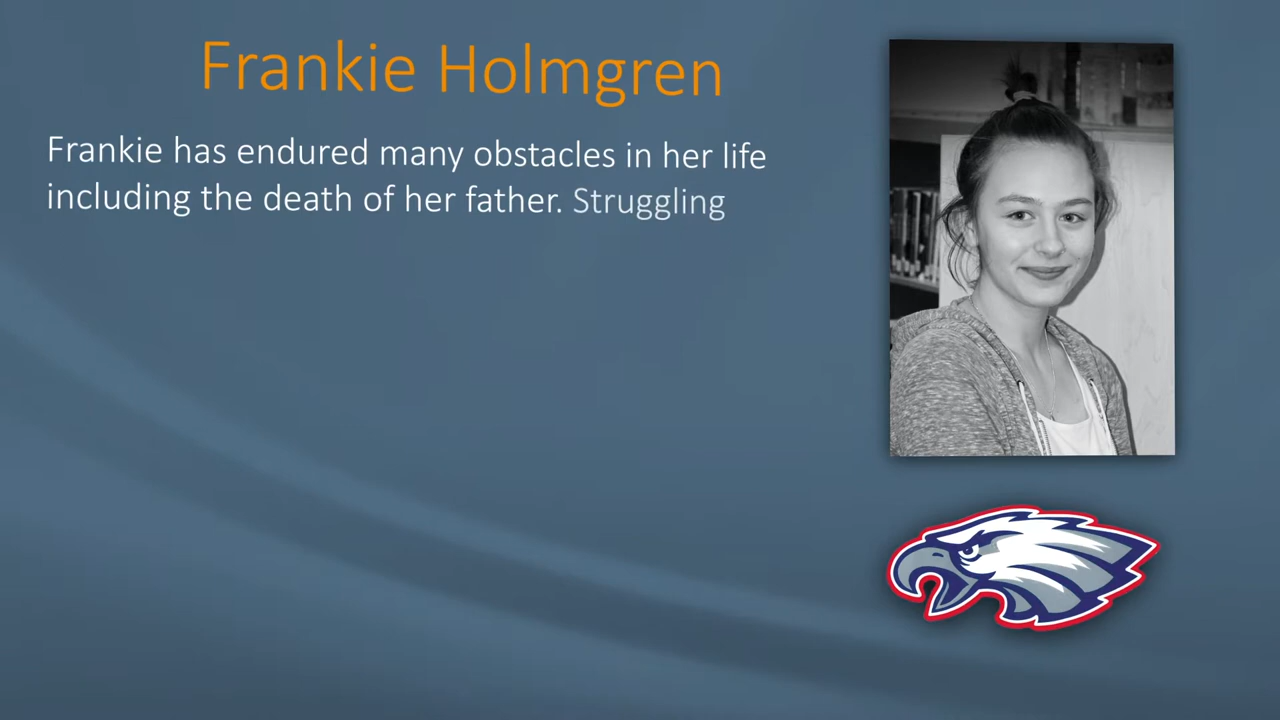 Frankie Holmgren
Frankie has endured many obstacles in her life
including the death of her father. Struggling